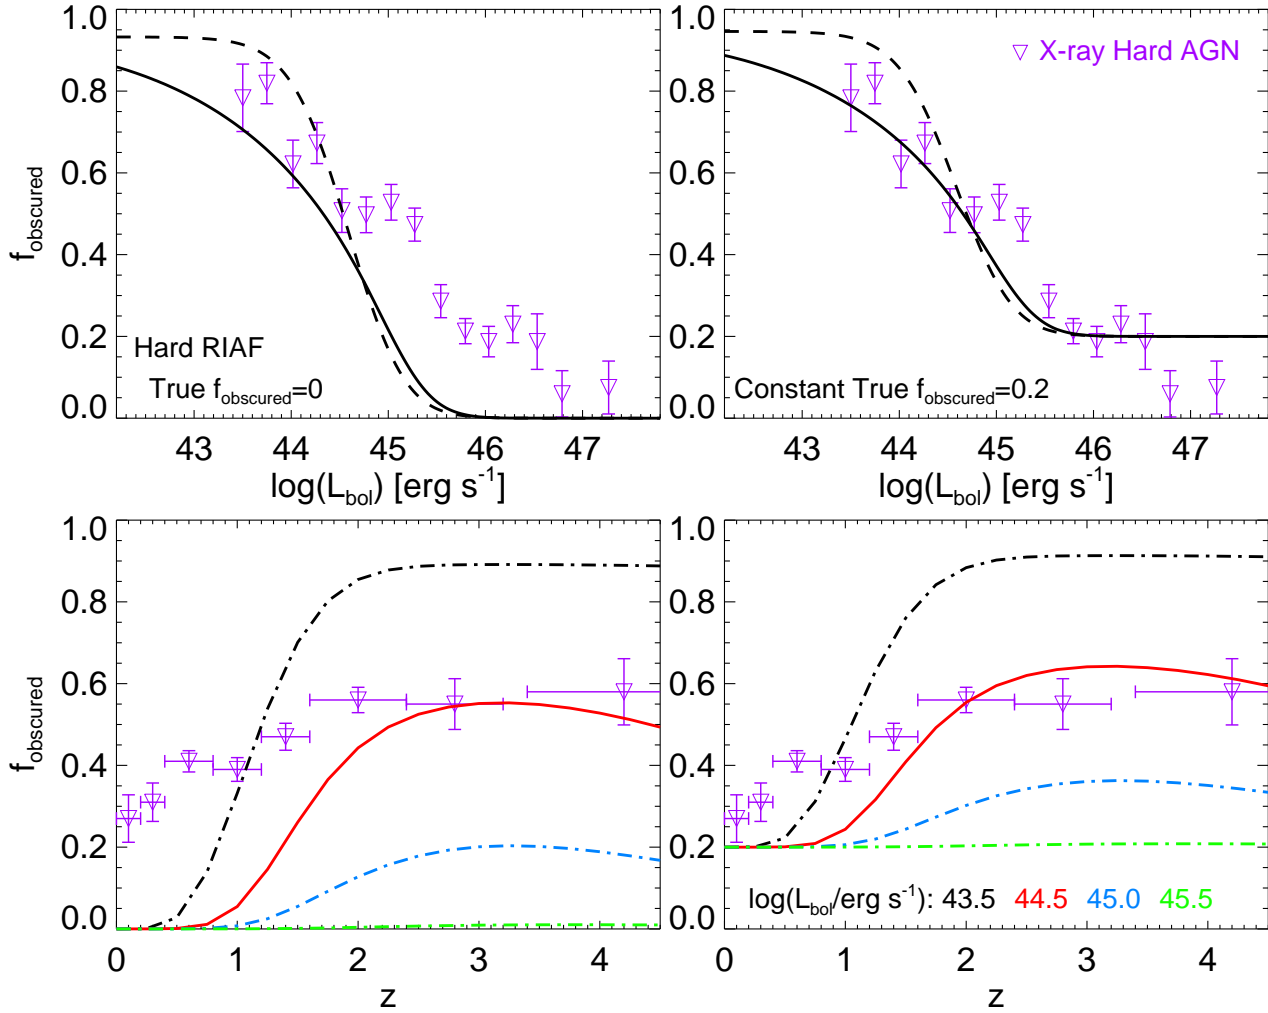 1.0
0.8
0.6
0.4
0.2
0.0
f_obscured
Hard RIAF
True f_obscured=0
43 44 45 46 47
log(L_bol) [erg s^-1]
1.0
0.8
0.6
0.4
0.2
0.0
X-ray Hard AGN
Constant True f_obscured=0.2
43 44 45 46 47
log(L_bol) [erg s^-1]
1.0
0.8
0.6
0.4
0.2
0.0
f_obscured
0 1 2 3 4
z
1.0
0.8
0.6
0.4
0.2
0.0
log(L_bol/erg s^-1): 43.5 44.5 45.0 45.5
0 1 2 3 4
z